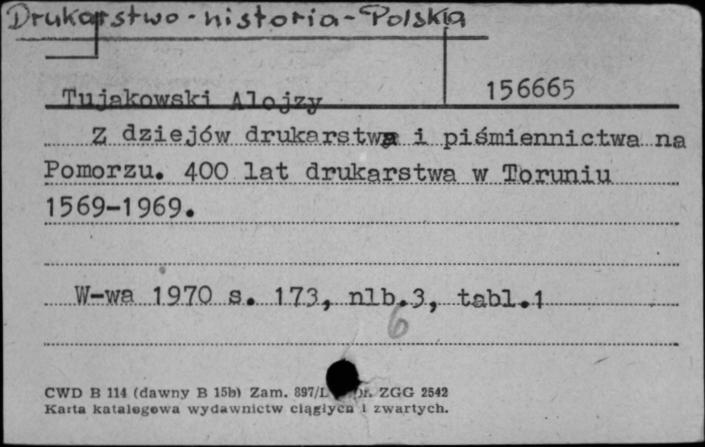 Drukarstwo - historia - Polska
156665
Tujakowski Alojzy
Z dziejów drukarstwa i piśmiennictwa na
Pomorzu. 400 lat drukarstwa w Toruniu
1569-1969.
W-wa 1970 s. 173, nlb.3, tabl.1
6
CWD B 114 (dawny B 15b) Zam. 897/L ZGG 2542
Karta katalogowa wydawnictw ciągłych i zwartych.